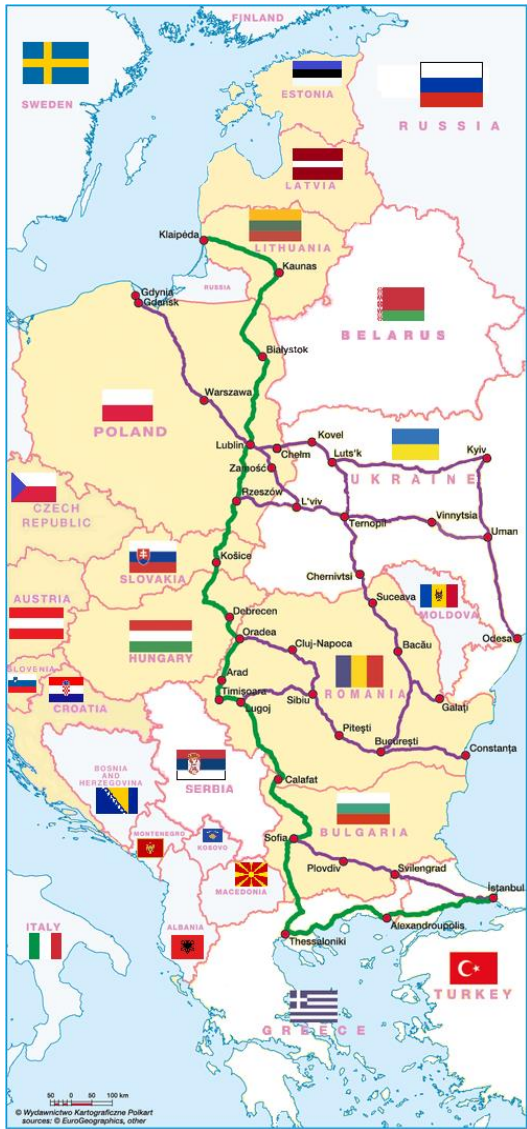 FINLAND
SWEDEN
ESTONIA
RUSSIA
LATVIA
Klaipėda
LITHUANIA
Kaunas
RUSSIA
Gdynia
Gdańsk
BELARUS
Białystok
Warszawa
POLAND
Lublin
Chełm
Kovel
Luts'k
Kyiv
Zamość
UKRAINE
Rzeszów
L'viv
Ternopil
Vinnytsia
Uman
CZECH
REPUBLIC
Košice
SLOVAKIA
Chernivtsi
Suceava
MOLDOVA
AUSTRIA
Debrecen
Oradea
Cluj-Napoca
Bacău
Odesa
HUNGARY
SLOVENIA
Arad
Timişoara
Lugoj
Sibiu
ROMANIA
Galaţi
CROATIA
Piteşti
Bucureşti
Constanţa
BOSNIA
AND
HERZEGOVINA
SERBIA
Calafat
MONTENEGRO
KOSOVO
Sofia
BULGARIA
Plovdiv
Svilengrad
MACEDONIA
İstanbul
ITALY
ALBANIA
Thessaloniki
Alexandroupolis
TURKEY
GREECE
50 0 50 100 km
© Wydawnictwo Kartograficzne Polkart
sources: © EuroGeographics, other